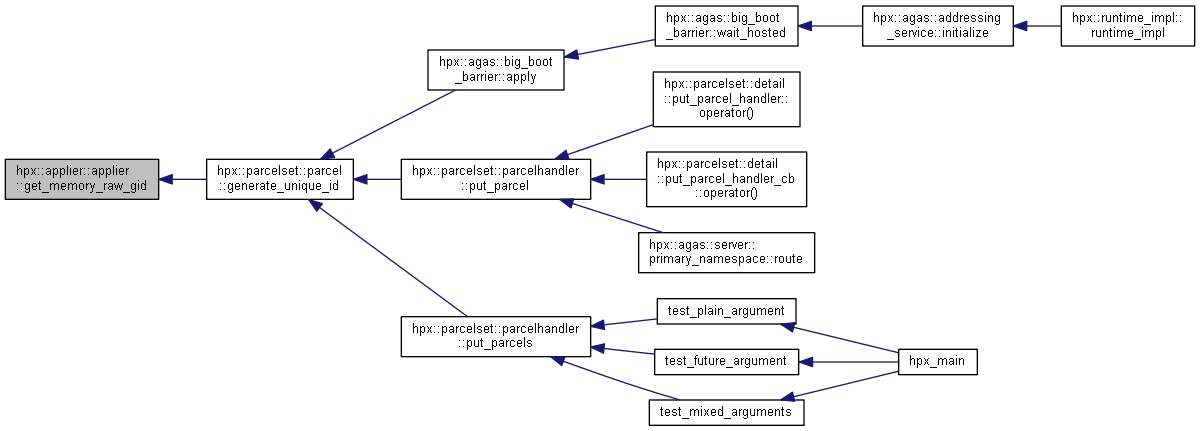 hpx::agas::big_boot
_barrier::wait_hosted
hpx::agas::addressing
_service::initialize
hpx::runtime_impl::
runtime_impl
hpx::agas::big_boot
_barrier::apply
hpx::parcelset::detail
::put_parcel_handler::
operator()
hpx::applier::applier
::get_memory_raw_gid
hpx::parcelset::parcel
::generate_unique_id
hpx::parcelset::parcelhandler
::put_parcel
hpx::parcelset::detail
::put_parcel_handler_cb
::operator()
hpx::agas::server::
primary_namespace::route
hpx::parcelset::parcelhandler
::put_parcels
test_plain_argument
test_future_argument
hpx_main
test_mixed_arguments